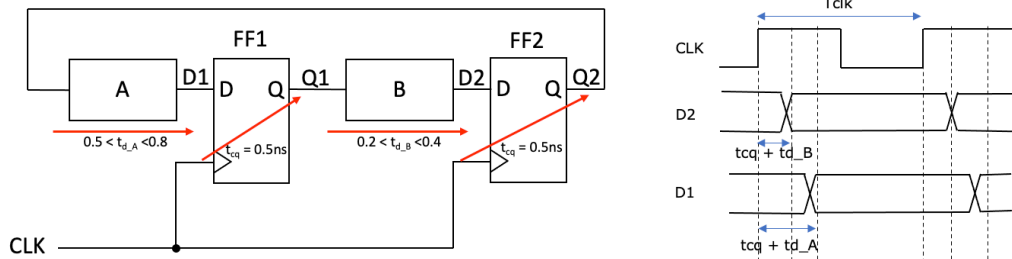 FF1
FF2
A
D1
D
Q
Q1
B
D2
D
Q
Q2
0.5 < t_d_A <0.8
t_cq = 0.5ns
0.2 < t_d_B <0.4
t_cq = 0.5ns
CLK
Tclk
CLK
D2
tcq + td_B
D1
tcq + td_A